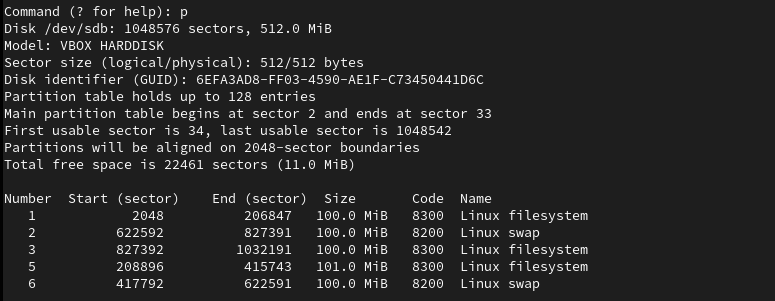 Command (? for help): p
Disk /dev/sdb: 1048576 sectors, 512.0 MiB
Model: VBOX HARDDISK
Sector size (logical/physical): 512/512 bytes
Disk identifier (GUID): 6EFA3AD8-FF03-4590-AE1F-C73450441D6C
Partition table holds up to 128 entries
Main partition table begins at sector 2 and ends at sector 33
First usable sector is 34, last usable sector is 1048542
Partitions will be aligned on 2048-sector boundaries
Total free space is 22461 sectors (11.0 MiB)

Number  Start (sector)    End (sector)  Size       Code  Name
   1            2048          206847   100.0 MiB   8300  Linux filesystem
   2          622592          827391   100.0 MiB   8200  Linux swap
   3          827392         1032191   100.0 MiB   8300  Linux filesystem
   5          208896          415743   101.0 MiB   8300  Linux filesystem
   6          417792          622591   100.0 MiB   8200  Linux swap